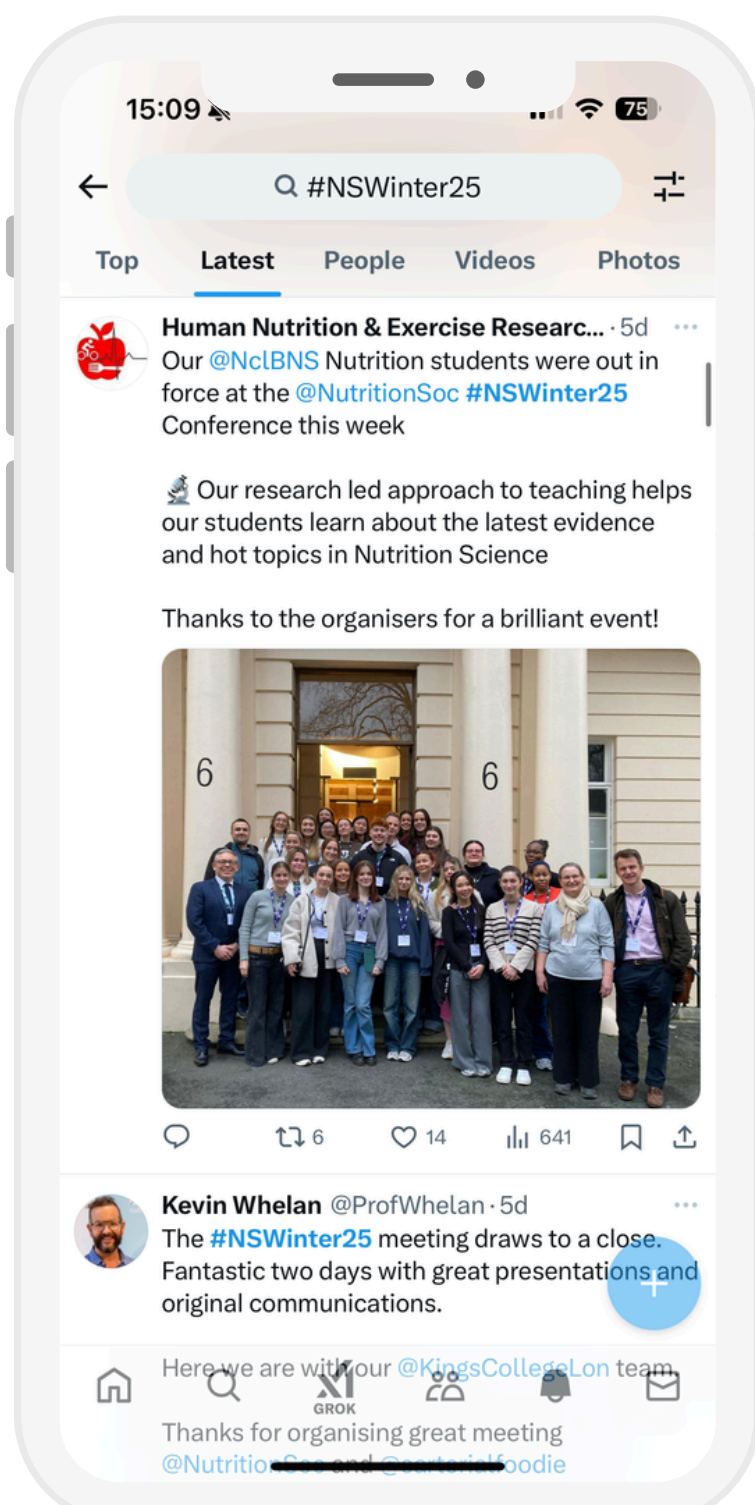 15:09
75
#NSWinter25
Top Latest People Videos Photos
Human Nutrition & Exercise Researc... · 5d
Our @NclBNS Nutrition students were out in
force at the @NutritionSoc #NSWinter25
Conference this week
🔬 Our research led approach to teaching helps
our students learn about the latest evidence
and hot topics in Nutrition Science
Thanks to the organisers for a brilliant event!
6 6
6 14 641
Kevin Whelan @ProfWhelan · 5d
The #NSWinter25 meeting draws to a close.
Fantastic two days with great presentations and
original communications.
Here we are with our @KingsCollegeLon team.
GROK
Thanks for organising great meeting
@NutritionSoc and @sartorialfoodie